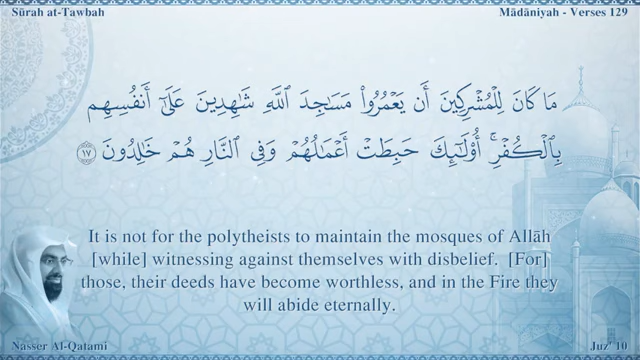 Sūrah at-Tawbah
Madāniyah - Verses 129
مَا كَانَ لِلْمُشْرِكِينَ أَن يَعْمُرُوا۟ مَسَـٰجِدَ ٱللَّهِ شَـٰهِدِينَ عَلَىٰٓ أَنفُسِهِم
بِٱلْكُفْرِ ۚ أُو۟لَـٰٓئِكَ حَبِطَتْ أَعْمَـٰلُهُمْ وَفِى ٱلنَّارِ هُمْ خَـٰلِدُونَ ١٧
It is not for the polytheists to maintain the mosques of Allāh
[while] witnessing against themselves with disbelief. [For]
those, their deeds have become worthless, and in the Fire they
will abide eternally.
Nasser Al-Qatami
Juz' 10